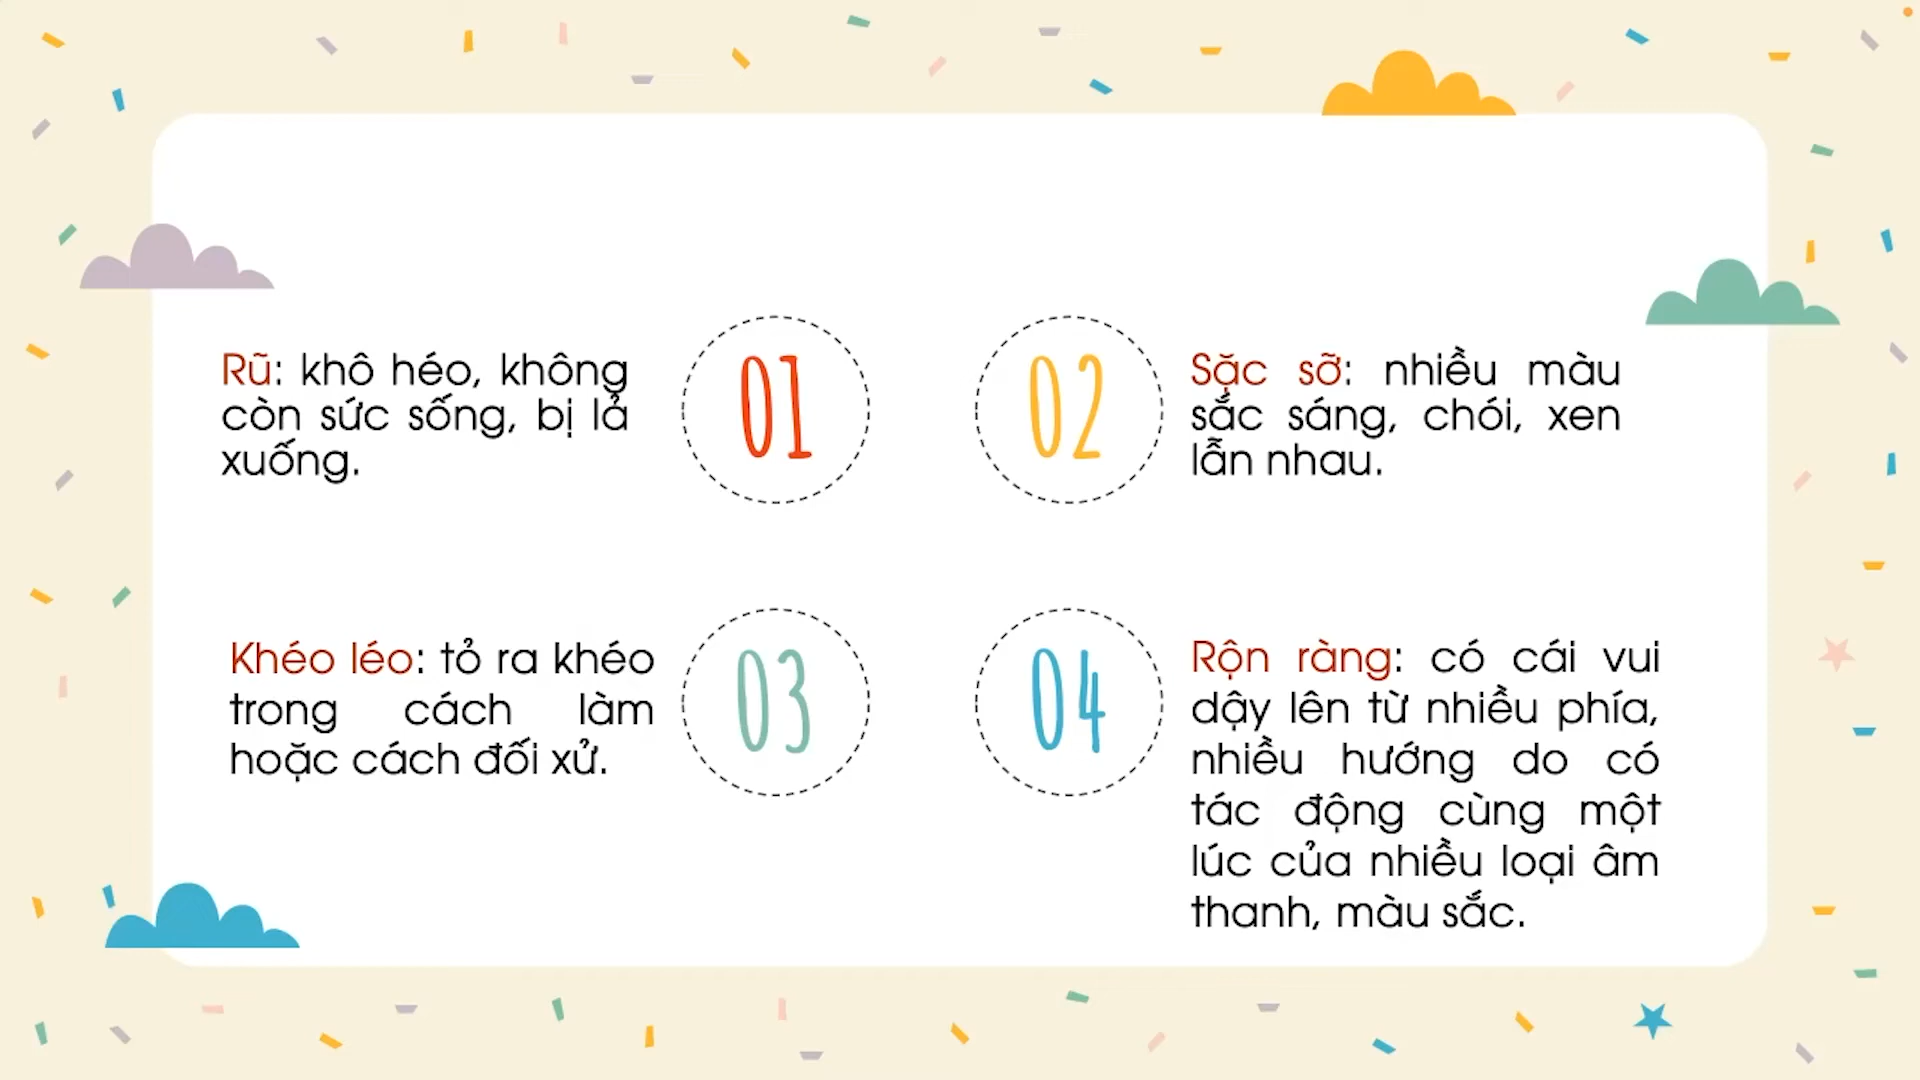 Rũ: khô héo, không
còn sức sống, bị lả
xuống.
01
02
Sặc sỡ: nhiều màu
sắc sáng, chói, xen
lẫn nhau.
Khéo léo: tỏ ra khéo
trong cách làm
hoặc cách đối xử.
03
04
Rộn ràng: có cái vui
dậy lên từ nhiều phía,
nhiều hướng do có
tác động cùng một
lúc của nhiều loại âm
thanh, màu sắc.